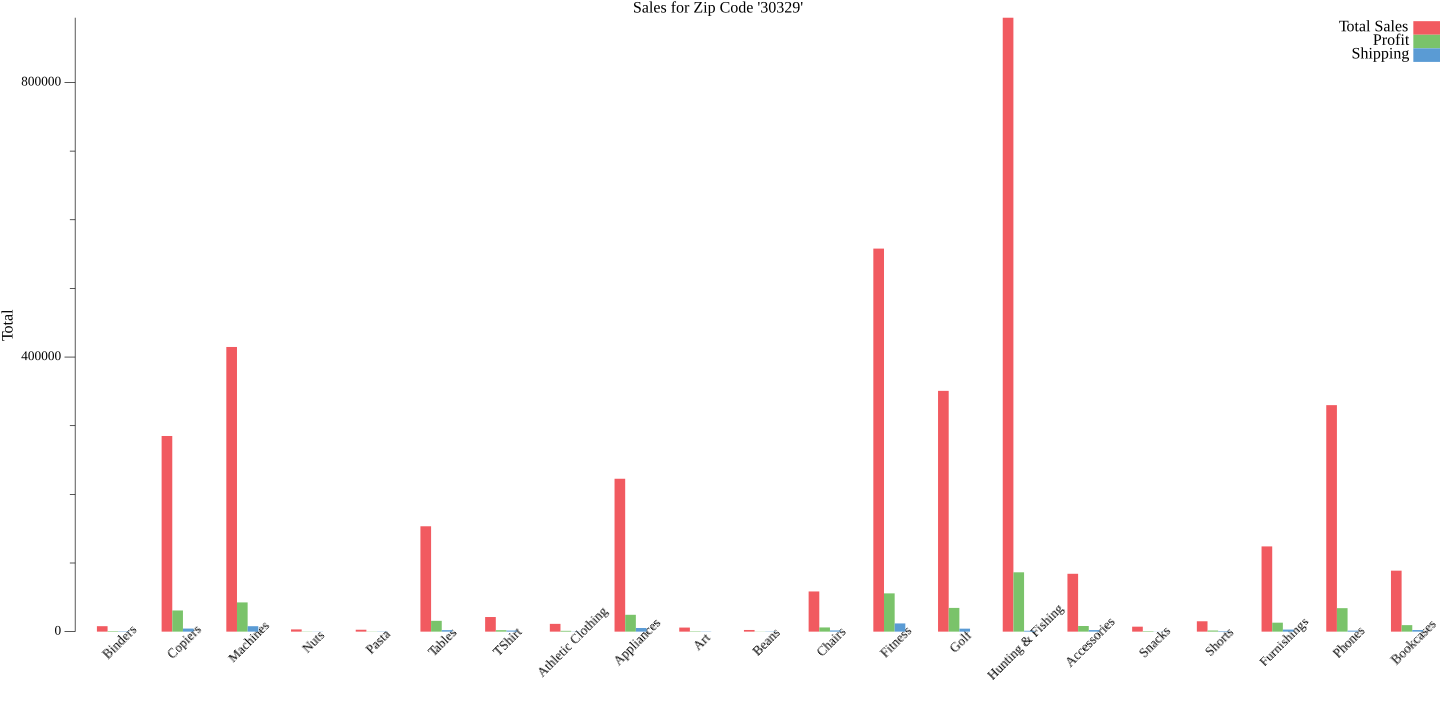 Sales for Zip Code '30329'
Total Sales
Profit
Shipping
800000
400000
0
Total
Binders
Copiers
Machines
Nuts
Pasta
Tables
TShirt
Athletic Clothing
Appliances
Art
Beans
Chairs
Fitness
Golf
Hunting & Fishing
Accessories
Snacks
Shorts
Furnishings
Phones
Bookcases